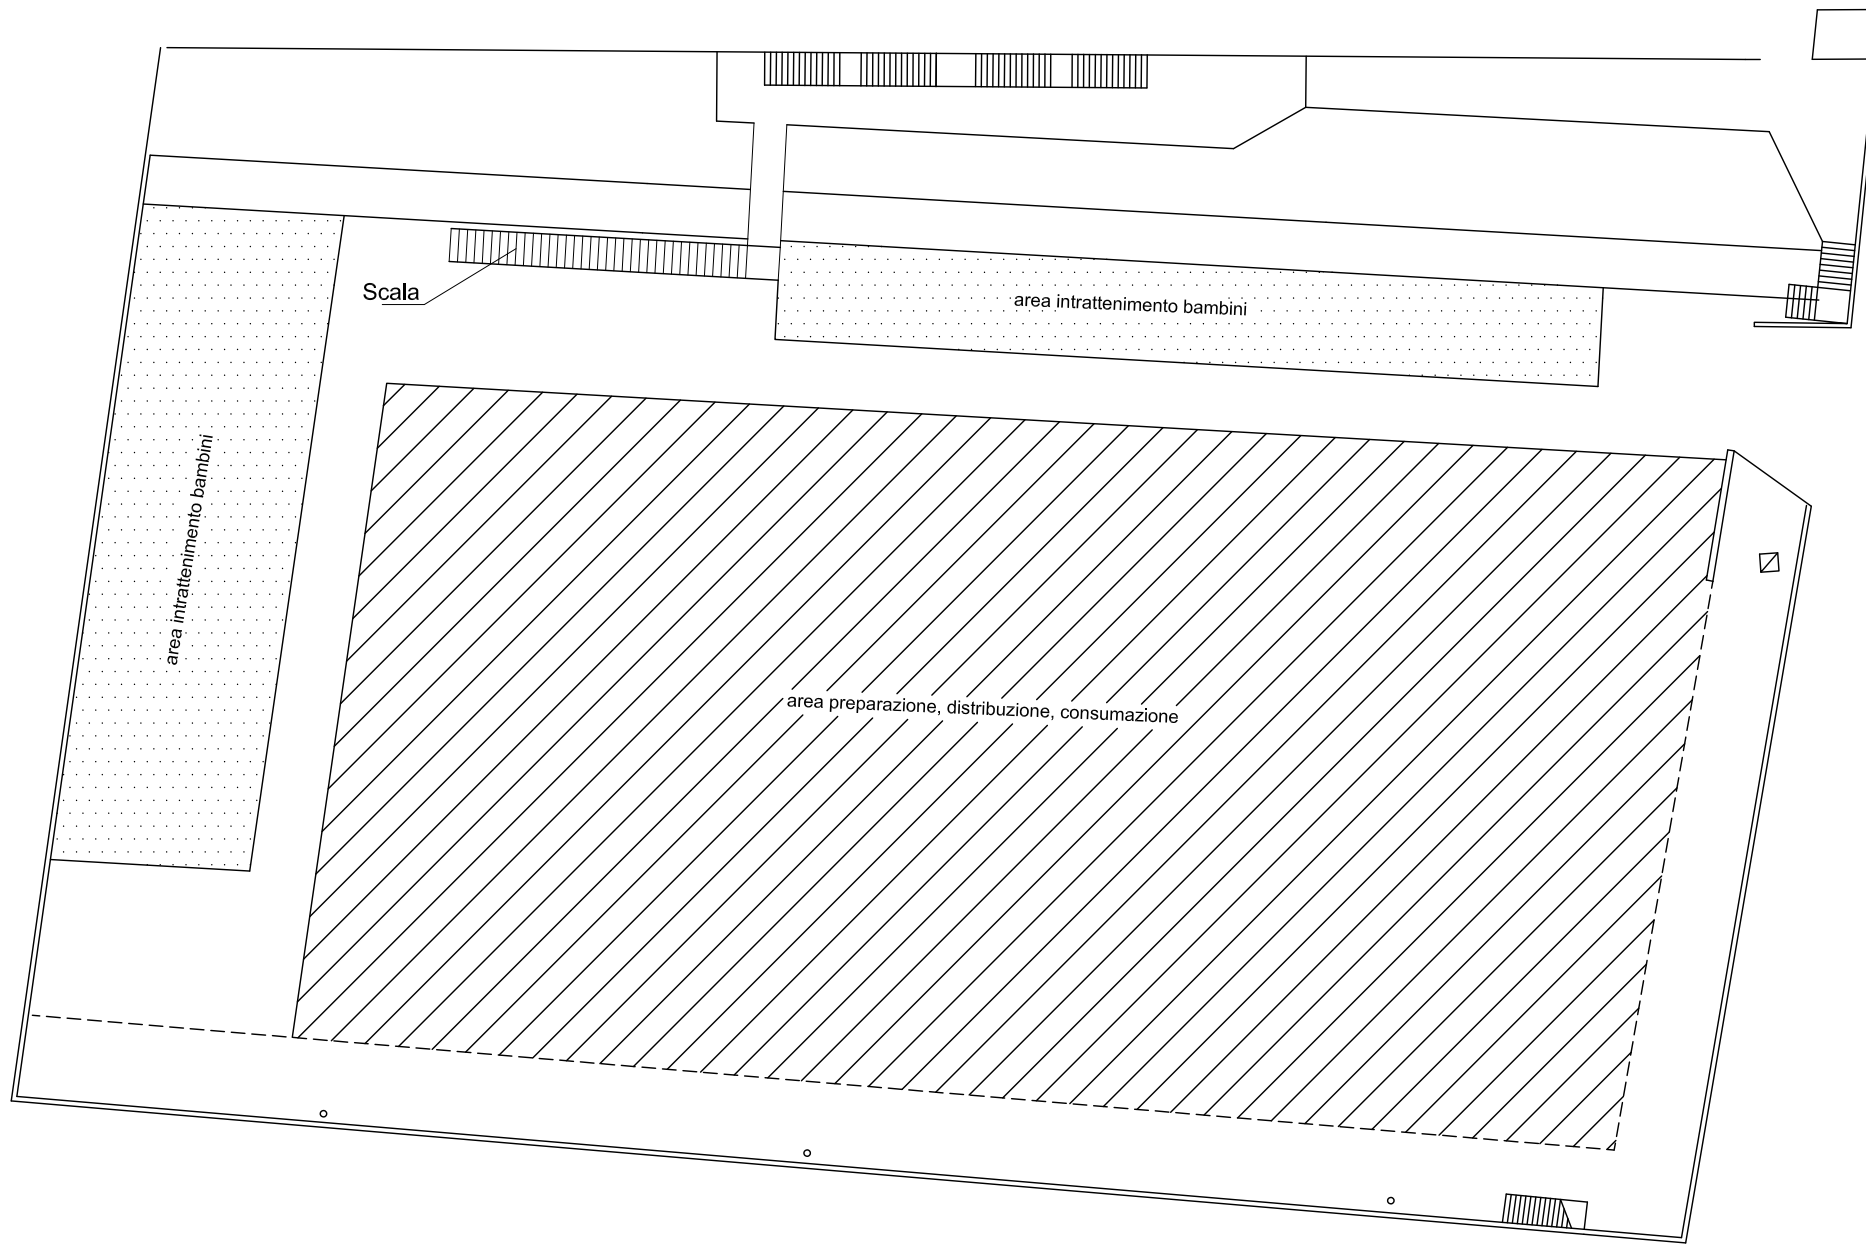 Scala
area intrattenimento bambini
area intrattenimento bambini
area preparazione, distribuzione, consumazione